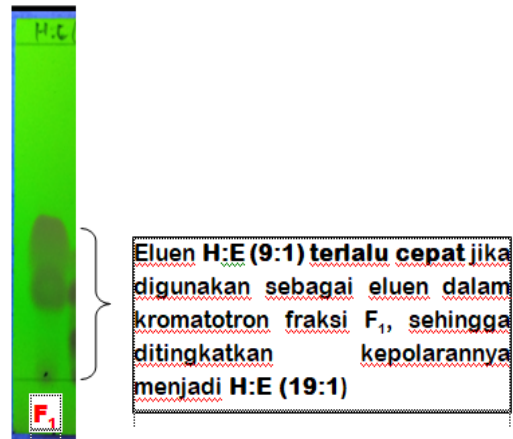 H:E
Eluen H:E (9:1) terlalu cepat jika
digunakan sebagai eluen dalam
kromatotron fraksi F₁, sehingga
ditingkatkan kepolarannya
menjadi H:E (19:1)
F₁